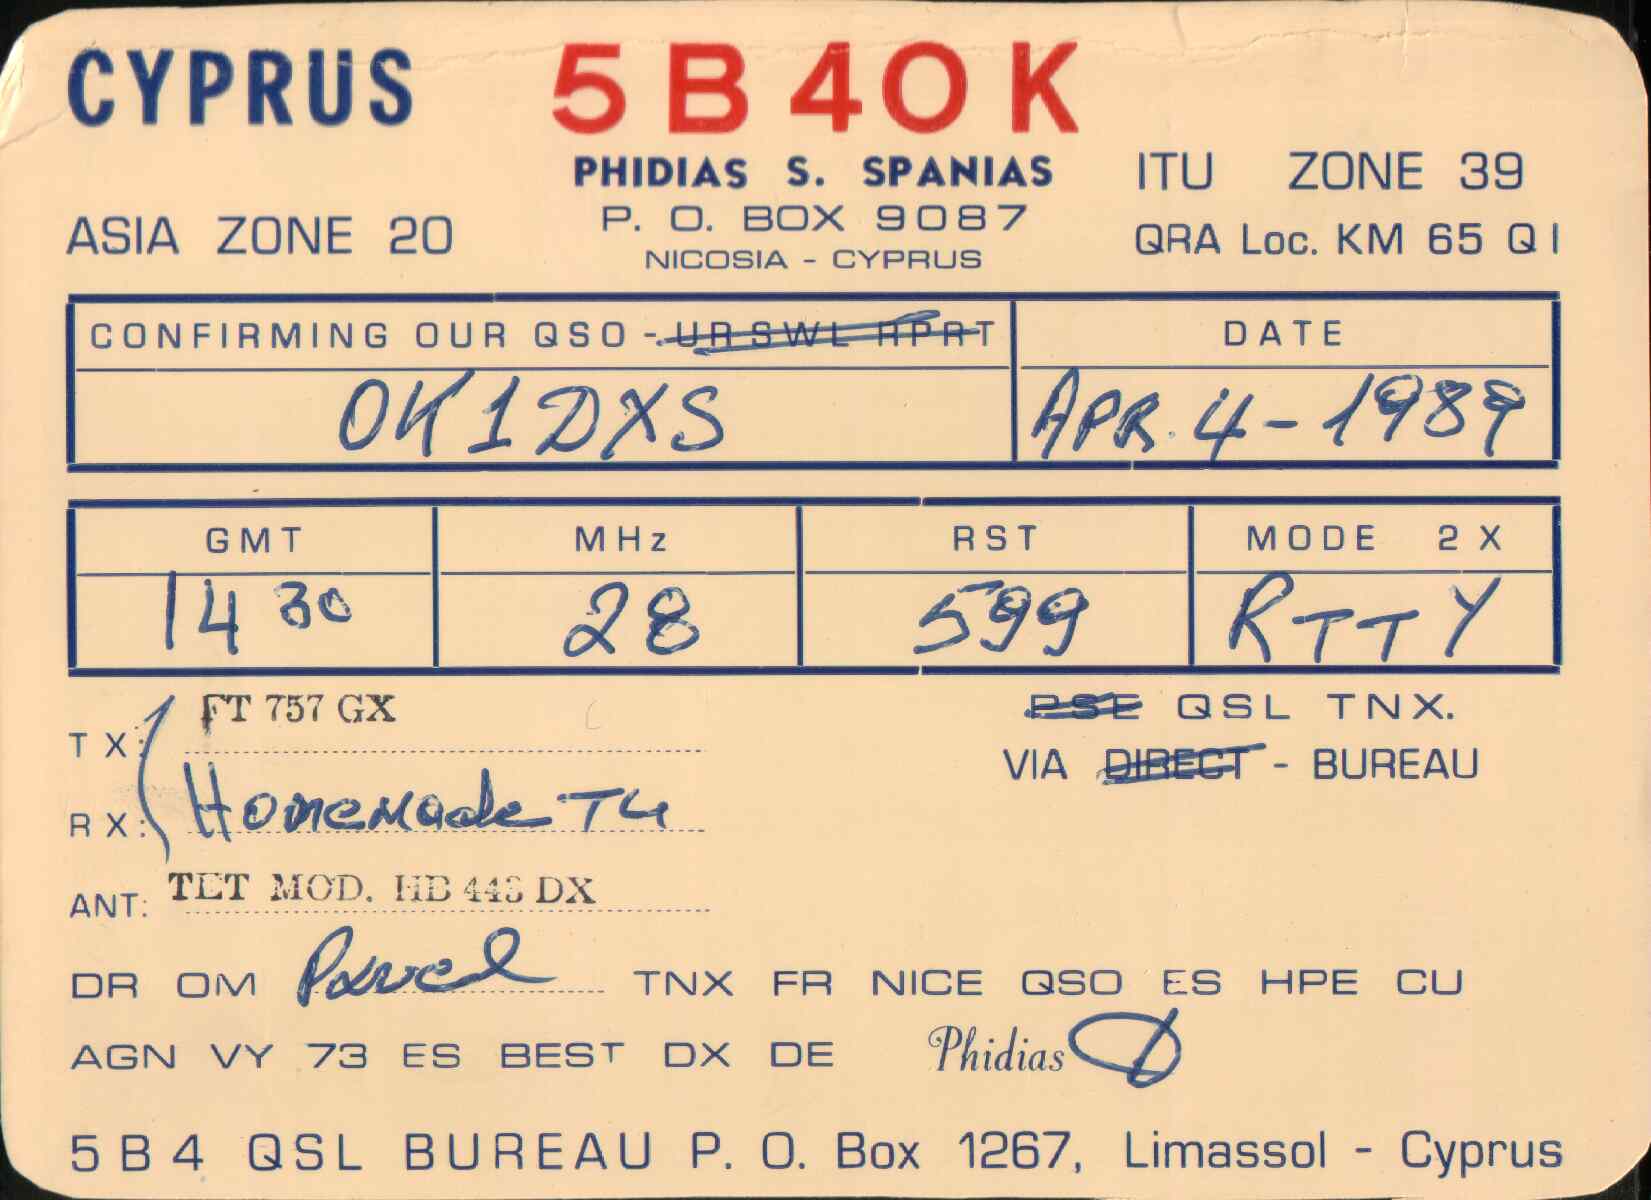 CYPRUS 5B4OK
PHIDIAS S. SPANIAS
ITU ZONE 39
ASIA ZONE 20
P. O. BOX 9087
QRA Loc. KM 65 QI
NICOSIA - CYPRUS
CONFIRMING OUR QSO - UR SWL RPRT DATE
OK1DXS APR. 4 - 1989
GMT MHz RST MODE 2 X
1430 28 599 RTTY
FT 757 GX
PSE QSL TNX.
TX:
VIA DIRECT - BUREAU
RX: Homemade TU
ANT: TET MOD. HB 443 DX
DR OM Pavel TNX FR NICE QSO ES HPE CU
AGN VY 73 ES BEST DX DE Phidias
5B4 QSL BUREAU P. O. Box 1267, Limassol - Cyprus